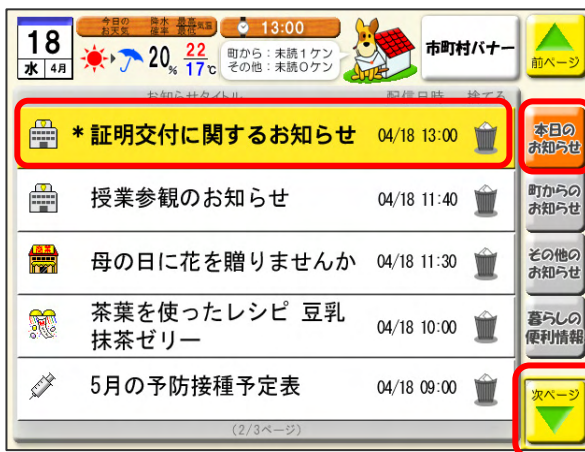 18
水 4月
今日の
お天気
降水
確率
最高
最低
気温
20%
22
17℃
13:00
町から:未読1ケン
その他:未読0ケン
市町村バナー
前ページ
お知らせタイトル 配信日時 捨てる
*証明交付に関するお知らせ 04/18 13:00
授業参観のお知らせ 04/18 11:40
母の日に花を贈りませんか 04/18 11:30
茶葉を使ったレシピ 豆乳
抹茶ゼリー 04/18 10:00
5月の予防接種予定表 04/18 09:00
(2/3ページ)
本日の
お知らせ
町からの
お知らせ
その他の
お知らせ
暮らしの
便利情報
次ページ